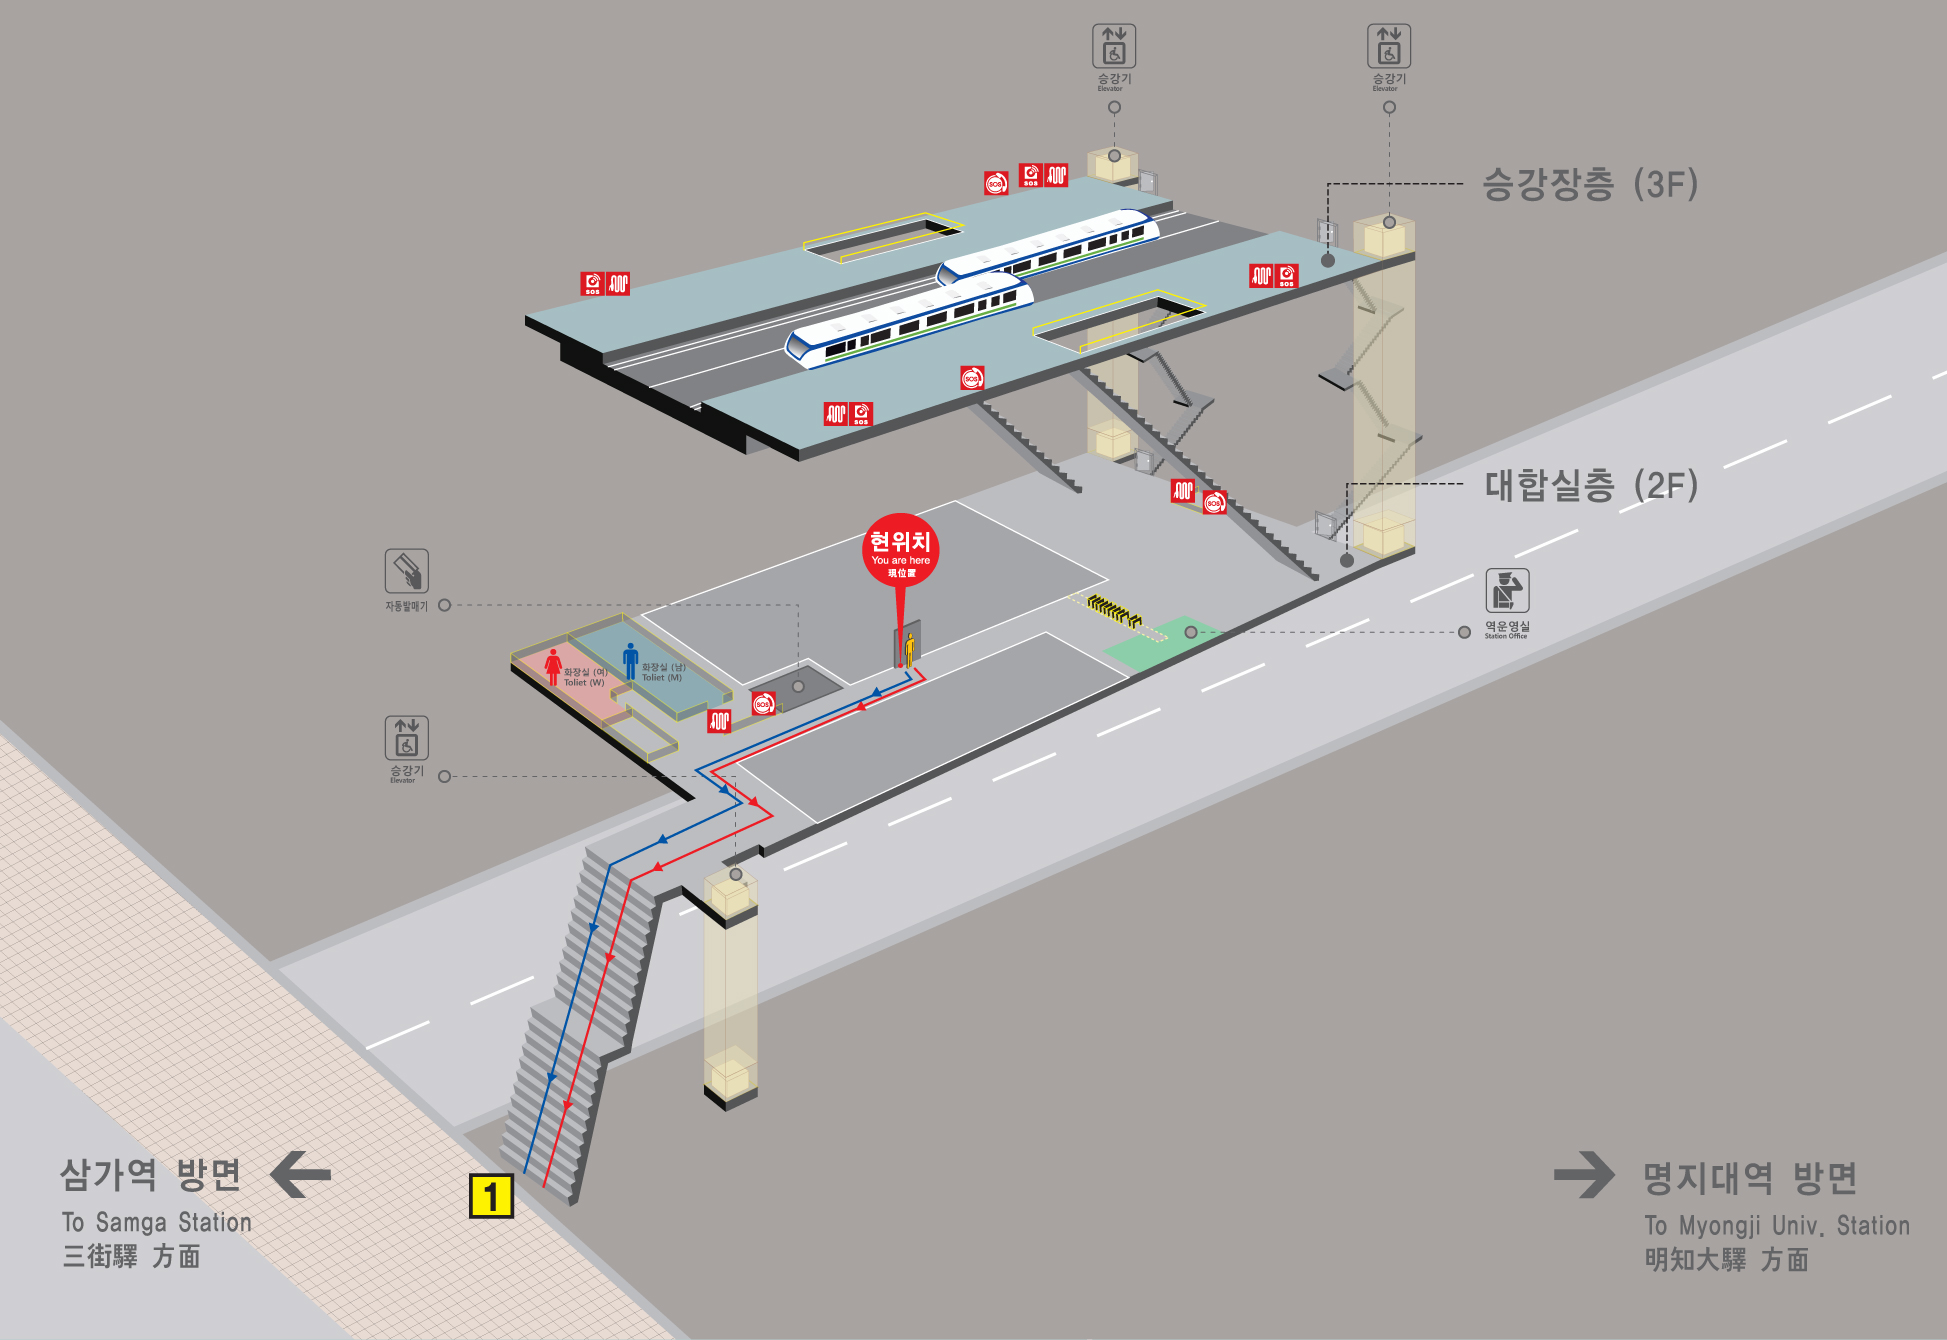 승강기
Elevator
승강기
Elevator
승강장층 (3F)
SOS
SOS
SOS
SOS
SOS
SOS
대합실층 (2F)
SOS
현위치
You are here
現位置
자동발매기
역운영실
Station Office
화장실 (여)
Toliet (W)
화장실 (남)
Toliet (M)
SOS
승강기
Elevator
삼가역 방면
To Samga Station
三街驛 方面
1
명지대역 방면
To Myongji Univ. Station
明知大驛 方面